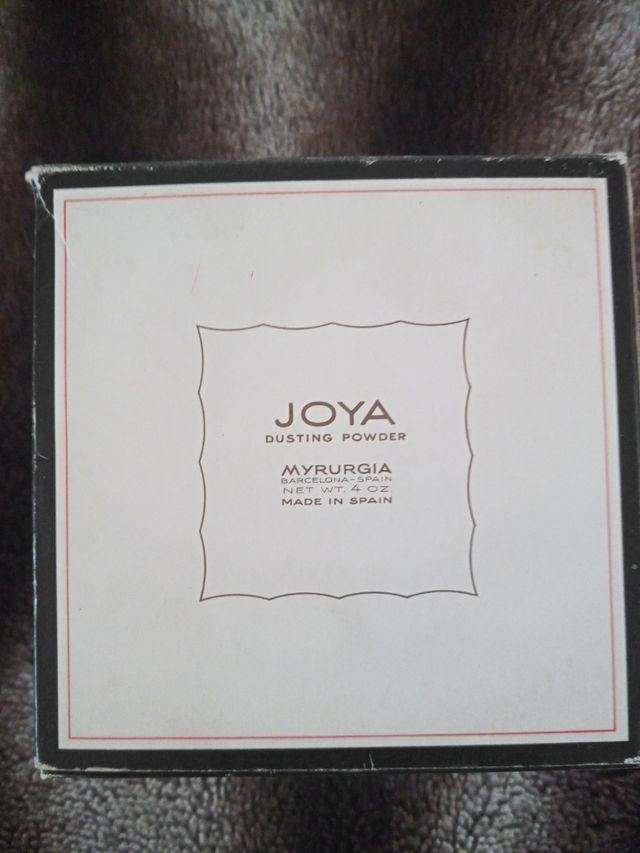 JOYA
DUSTING POWDER
MYRURGIA
BARCELONA-SPAIN
NET WT. 4 OZ.
MADE IN SPAIN